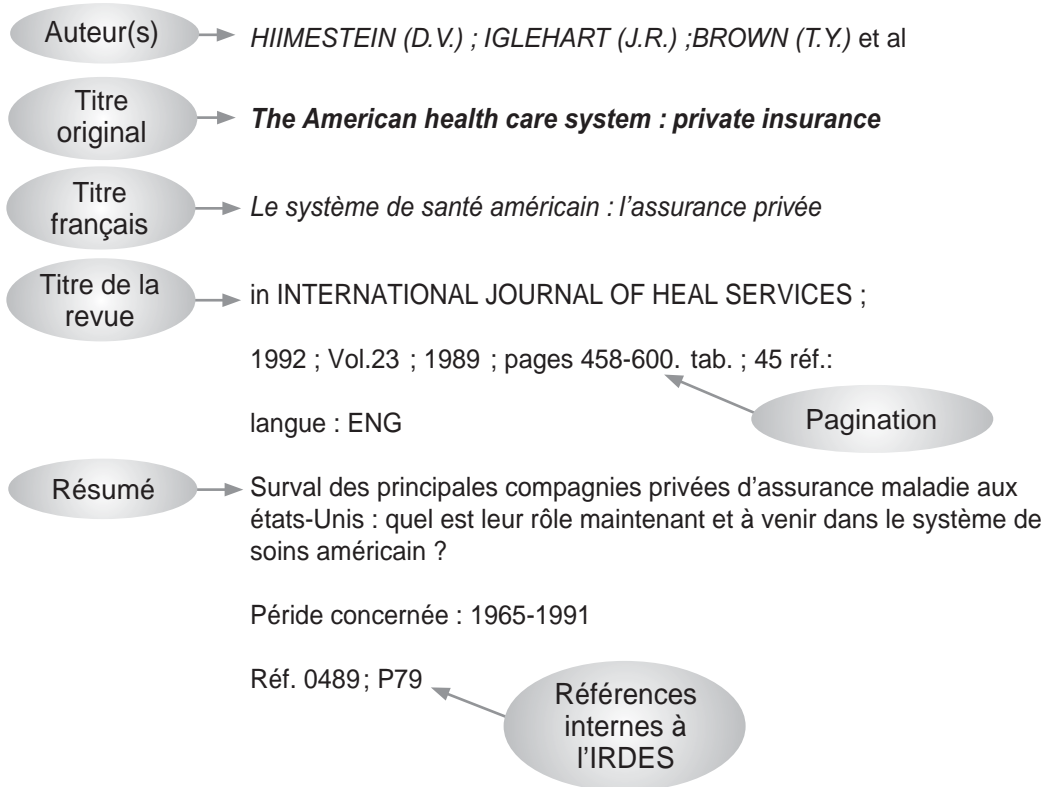 Auteur(s)
HIIMESTEIN (D.V.) ; IGLEHART (J.R.) ;BROWN (T.Y.) et al
Titre
original
The American health care system : private insurance
Titre
français
Le système de santé américain : l'assurance privée
Titre de la
revue
in INTERNATIONAL JOURNAL OF HEAL SERVICES ;
1992 ; Vol.23 ; 1989 ; pages 458-600. tab. ; 45 réf.:
Pagination
langue : ENG
Résumé
Surval des principales compagnies privées d'assurance maladie aux
états-Unis : quel est leur rôle maintenant et à venir dans le système de
soins américain ?
Péride concernée : 1965-1991
Réf. 0489 ; P79
Références
internes à
l'IRDES